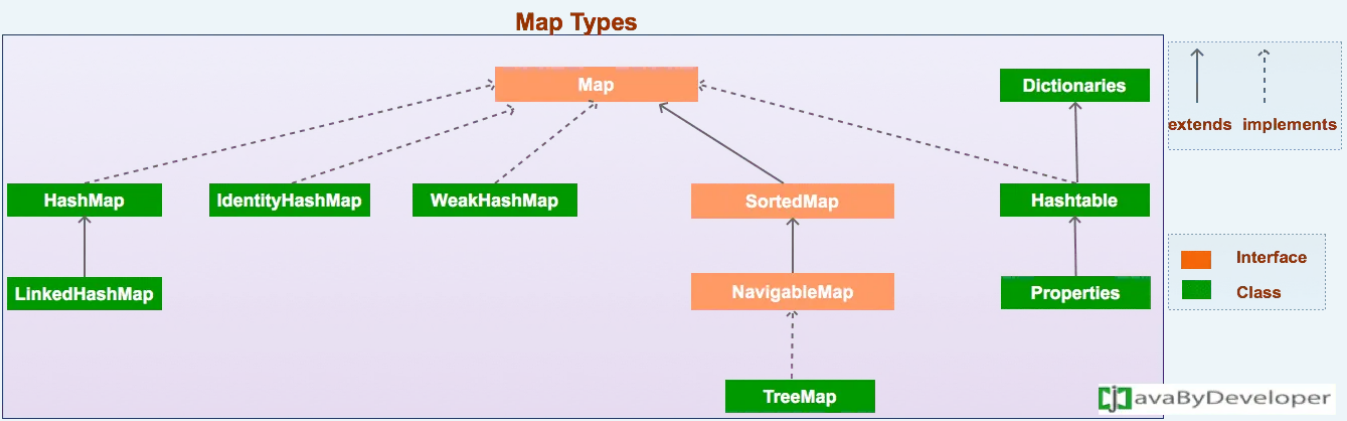 Map Types
Map
Dictionaries
extends implements
HashMap
IdentityHashMap
WeakHashMap
SortedMap
Hashtable
Interface
LinkedHashMap
NavigableMap
Properties
Class
TreeMap
JavaByDeveloper